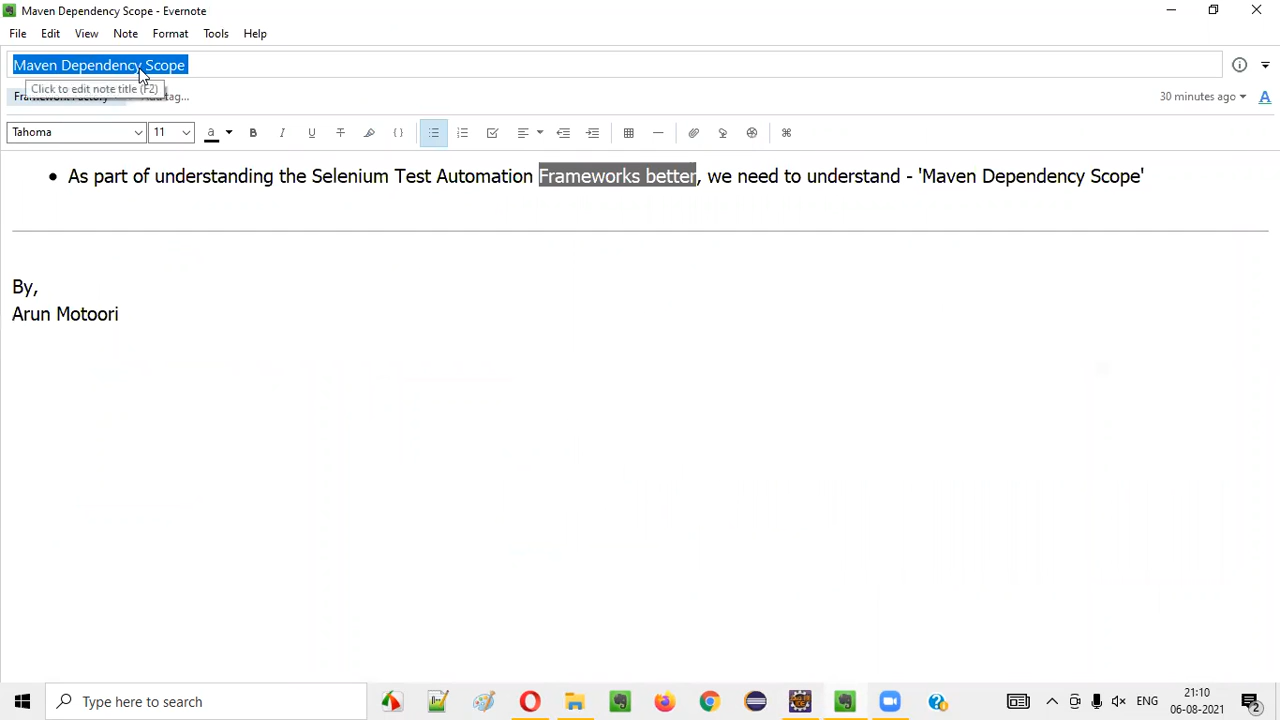 Maven Dependency Scope - Evernote
File Edit View Note Format Tools Help
Maven Dependency Scope
Click to edit note title (F2)
30 minutes ago
Tahoma 11
As part of understanding the Selenium Test Automation Frameworks better, we need to understand - 'Maven Dependency Scope'
By,
Arun Motoori
Type here to search
ENG
21:10
06-08-2021
2